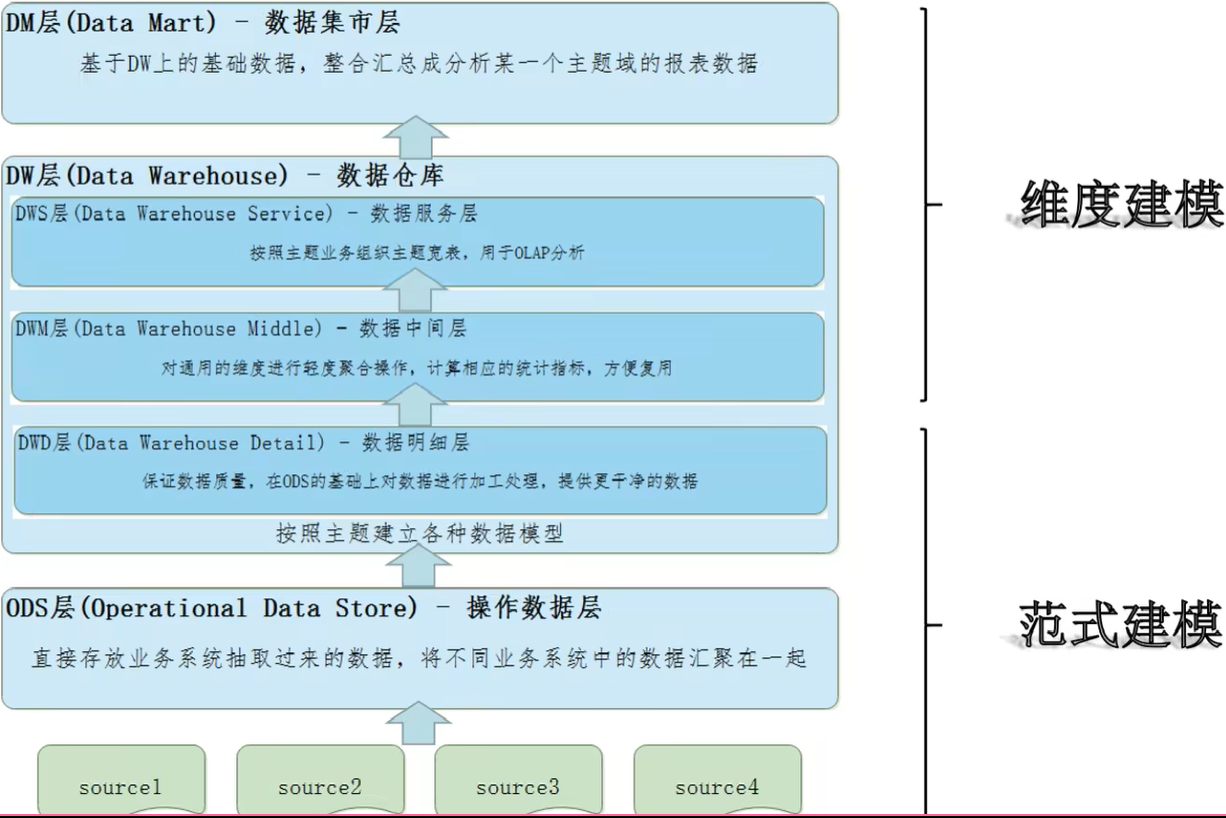 DM层(Data Mart) - 数据集市层
基于DW上的基础数据，整合汇总成分析某一个主题域的报表数据
DW层(Data Warehouse) - 数据仓库
DWS层(Data Warehouse Service) - 数据服务层
按照主题业务组织主题宽表，用于OLAP分析
维度建模
DWM层(Data Warehouse Middle) - 数据中间层
对通用的维度进行轻度聚合操作，计算相应的统计指标，方便复用
DWD层(Data Warehouse Detail) - 数据明细层
保证数据质量，在ODS的基础上对数据进行加工处理，提供更干净的数据
按照主题建立各种数据模型
ODS层(Operational Data Store) - 操作数据层
范式建模
直接存放业务系统抽取过来的数据，将不同业务系统中的数据汇聚在一起
source1 source2 source3 source4